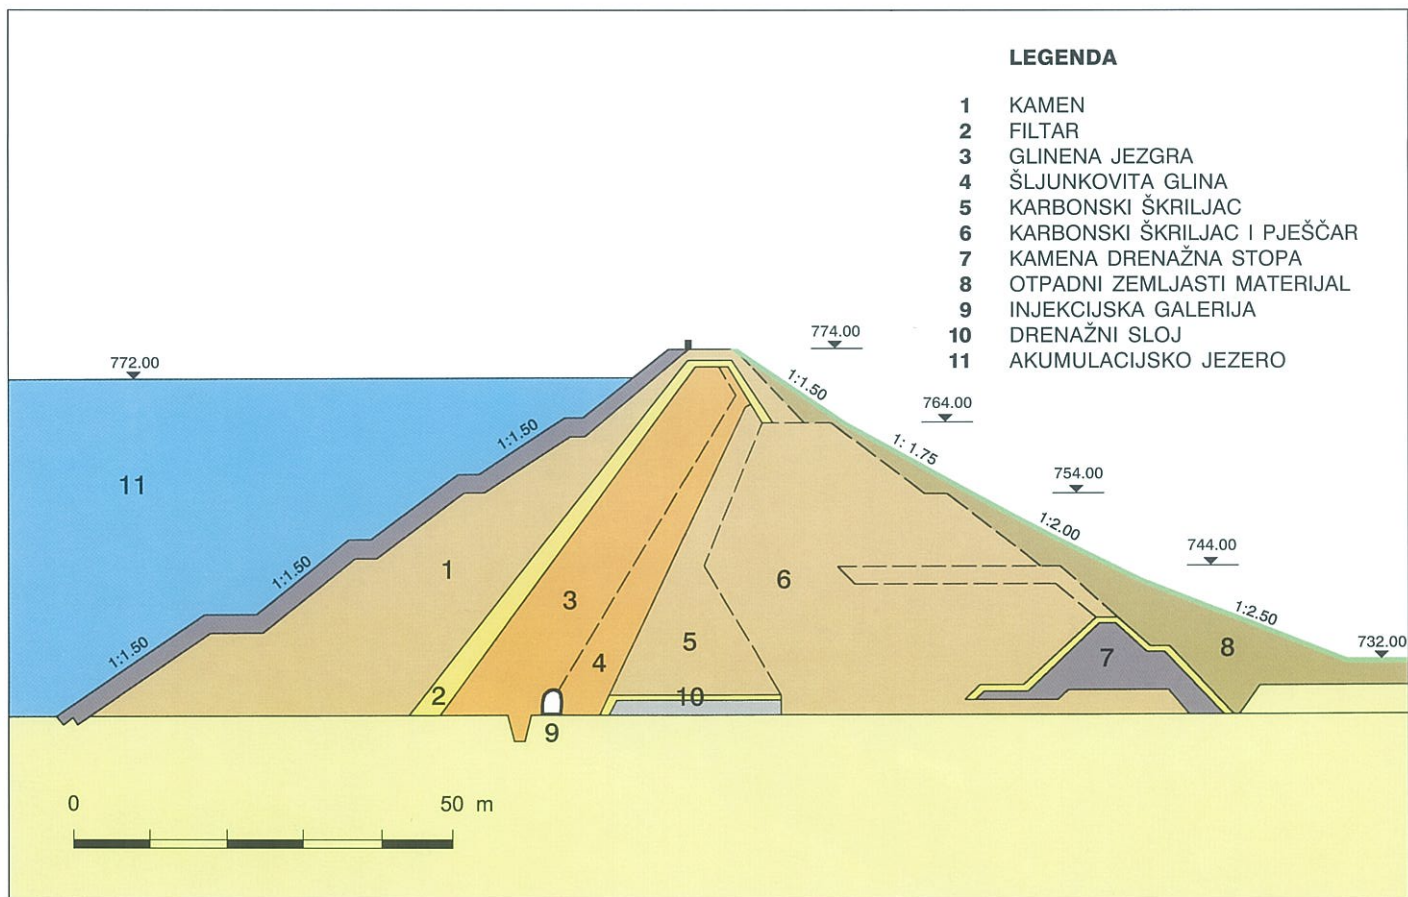 LEGENDA
1 KAMEN
2 FILTAR
3 GLINENA JEZGRA
4 ŠLJUNKOVITA GLINA
5 KARBONSKI ŠKRILJAC
6 KARBONSKI ŠKRILJAC I PJEŠČAR
7 KAMENA DRENAŽNA STOPA
8 OTPADNI ZEMLJASTI MATERIJAL
9 INJEKCIJSKA GALERIJA
10 DRENAŽNI SLOJ
11 AKUMULACIJSKO JEZERO
774.00
772.00
1:1.50
764.00
1:1.50
1: 1.75
754.00
11
1:2.00
744.00
1:1.50
1
6
3
1:2.50
5
732.00
1:1.50
4
7
8
2
10
9
0
50 m